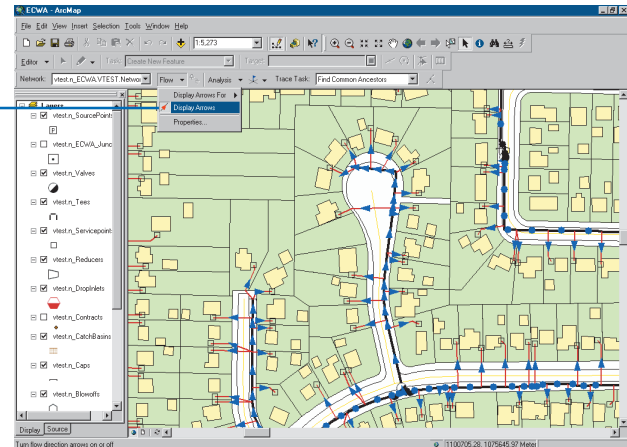 ECWA - ArcMap
File Edit View Insert Selection Tools Window Help
1:5,273
Editor Task: Create New Feature Target:
Network: vtest.n_ECWA.VTEST.Networ Flow Analysis Trace Task: Find Common Ancestors
Display Arrows For
Display Arrows
Properties...
Layers
vtest.n_SourcePoints
P
vtest.n_ECWA_Junc
vtest.n_Valves
vtest.n_Tees
vtest.n_Servicepoint
vtest.n_Reducers
vtest.n_DropInlets
vtest.n_Contracts
vtest.n_CatchBasins
vtest.n_Caps
vtest.n_Blowoffs
Display Source
Turn flow direction arrows on or off
1100705.28, 1075645.97 Meter